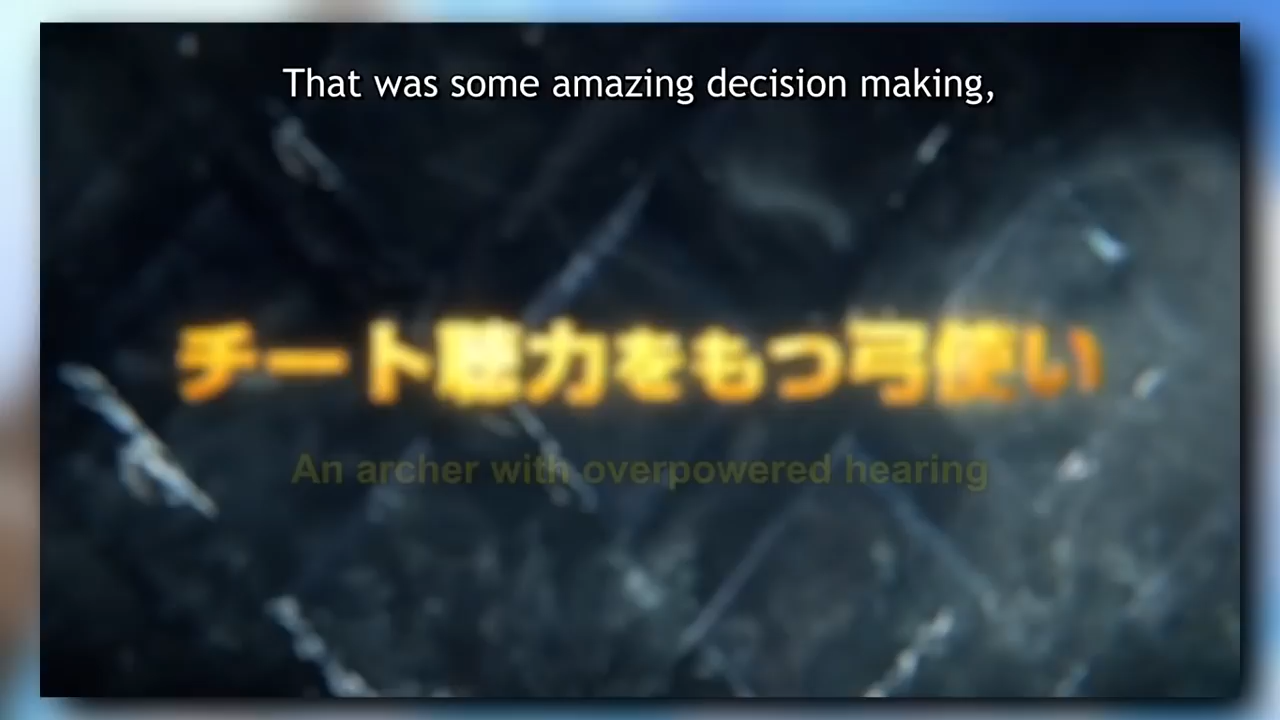 That was some amazing decision making,
チート聴力をもつ弓使い
An archer with overpowered hearing